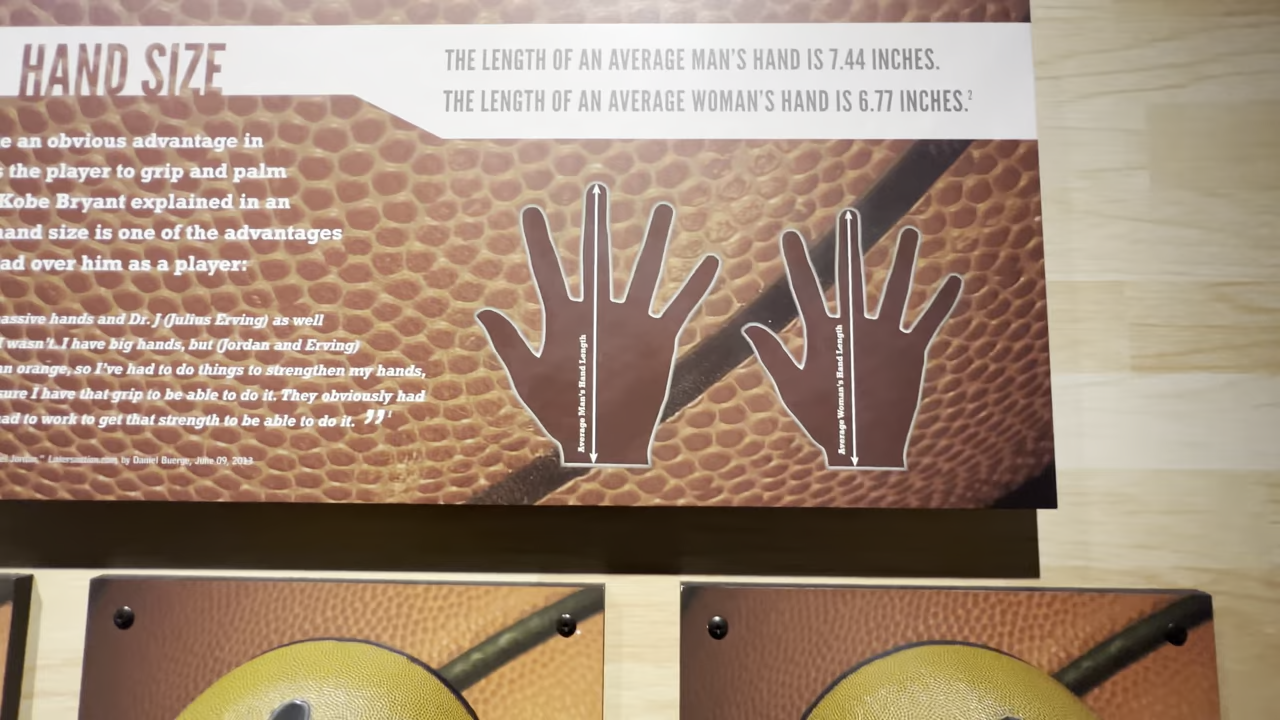 HAND SIZE
THE LENGTH OF AN AVERAGE MAN'S HAND IS 7.44 INCHES.
THE LENGTH OF AN AVERAGE WOMAN'S HAND IS 6.77 INCHES.²
e an obvious advantage in
s the player to grip and palm
Kobe Bryant explained in an
hand size is one of the advantages
ad over him as a player:
assive hands and Dr. J (Julius Erving) as well
I wasn't. I have big hands, but (Jordan and Erving)
an orange, so I've had to do things to strengthen my hands,
sure I have that grip to be able to do it. They obviously had
ad to work to get that strength to be able to do it. ”¹
el Jordan,” by Daniel Buerge, June 09, 2013
Average Man's Hand Length
Average Woman's Hand Length